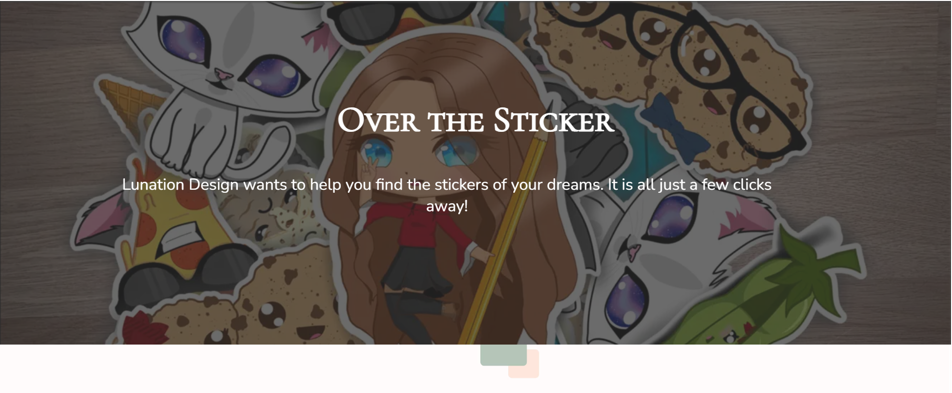 Over the Sticker
Lunation Design wants to help you find the stickers of your dreams. It is all just a few clicks
away!